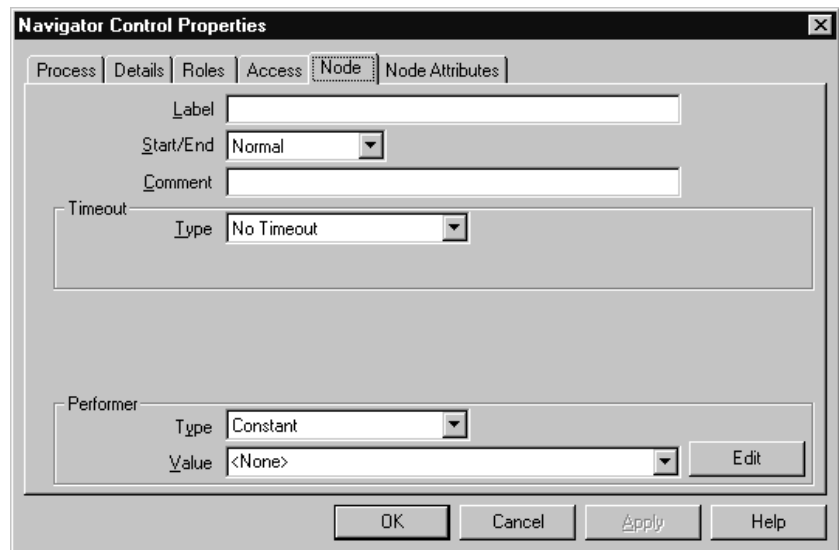 Navigator Control Properties
Process Details Roles Access Node Node Attributes
Label
Start/End Normal
Comment
Timeout
Type No Timeout
Performer
Type Constant
Value <None> Edit
OK Cancel Apply Help